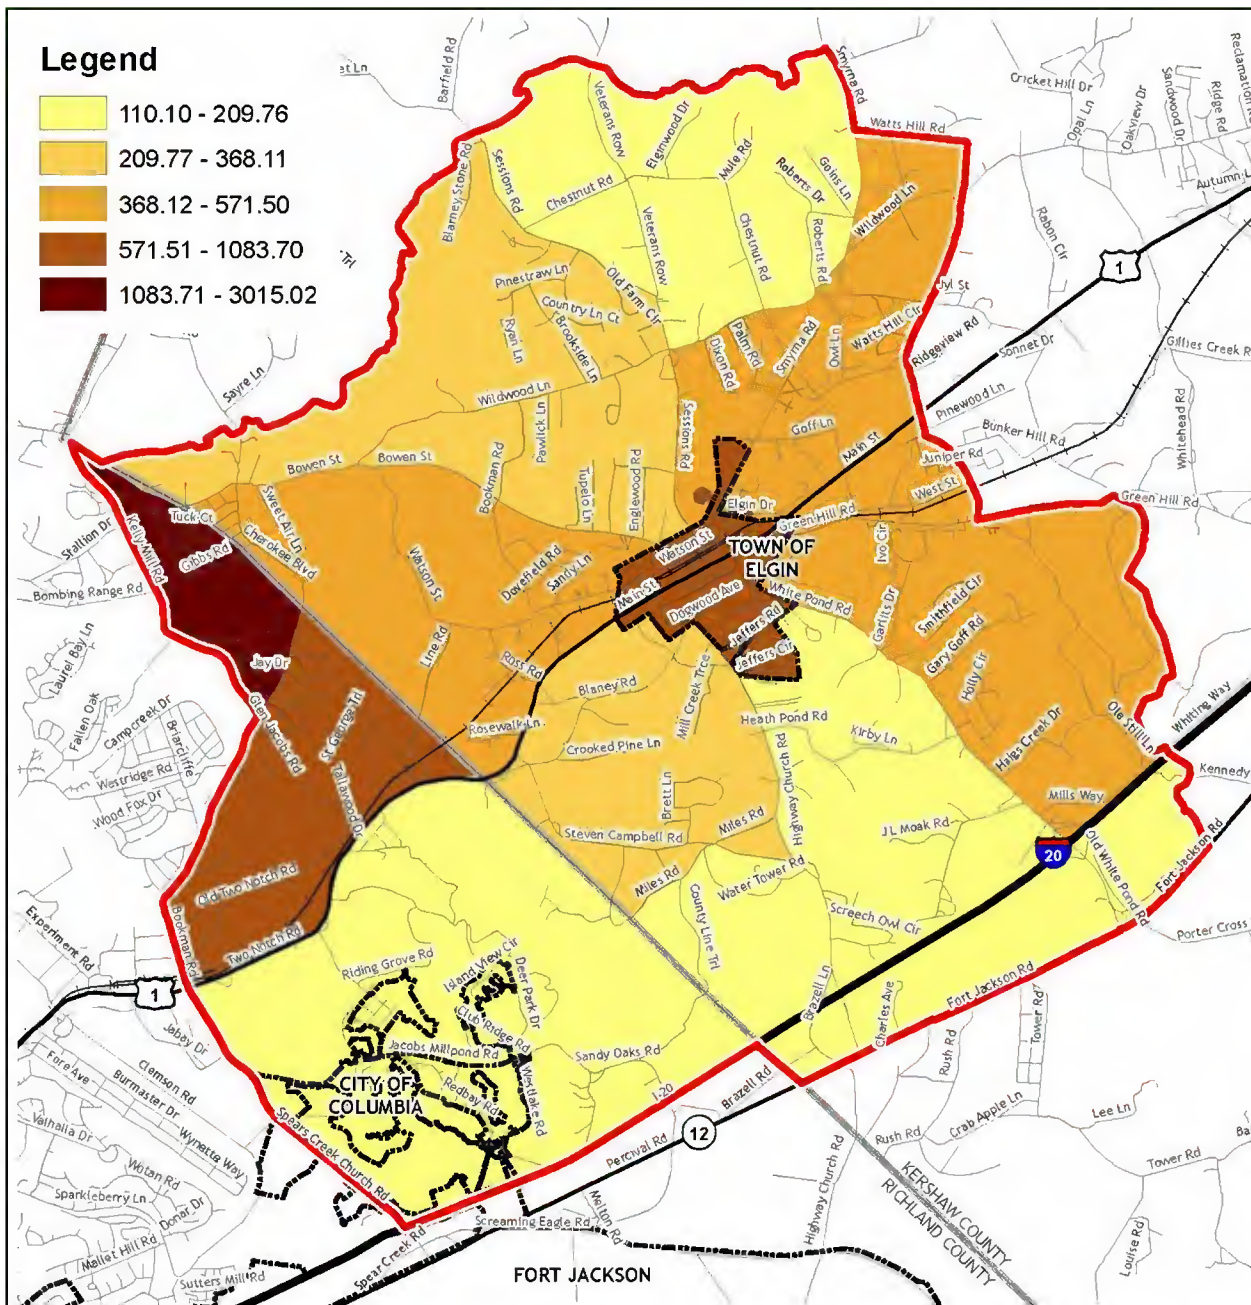 Legend
110.10 - 209.76
209.77 - 368.11
368.12 - 571.50
571.51 - 1083.70
1083.71 - 3015.02
Barfield Rd
Smyrna Rd
Cricket Hill Dr
Opal Ln
Oakview Dr
Sandwood Dr
Ridge Rd
Watts Hill Rd
Veterans Row
Elginwood Dr
Mule Rd
Roberts Dr
Goins Ln
Wildwood Ln
Blarney Stone Rd
Sessions Rd
Chestnut Rd
Veterans Row
Chestnut Rd
Roberts Rd
Rabon Cir
1
Trl
Pinestraw Ln
Old Farm Cir
Country Ln Ct
Ryan Ln
Brookside Ln
Jyl St
Watts Hill Cir
Palm Rd
Dixon Rd
Smyrna Rd
Owl Ln
Ridgeview Rd
Sonnet Dr
Sayre Ln
Wildwood Ln
Pawlick Ln
Sessions Rd
Goff Ln
Main St
Pinewood Ln
Bunker Hill Rd
Whitehead Rd
Juniper Rd
West St
Green Hill Rd
Bowen St
Bowen St
Bookman Rd
Tupelo Ln
Englewood Rd
Elgin Dr
Green Hill Rd
Stallion Dr
Kelly Mill Rd
Tuck Ct
Gibbs Rd
Sweet Air Ln
Cherokee Blvd
Watson St
Dovefield Rd
Sandy Ln
Watson St
TOWN OF
ELGIN
Ivo Cir
Bombing Range Rd
Main St
Dogwood Ave
White Pond Rd
Garlits Dr
Smithfield Cir
Gary Goff Rd
Holly Cir
Laurel Bay Ln
Line Rd
Ross Rd
Jeffers Rd
Jeffers Cir
Jay Dr
Blaney Rd
Mill Creek Trce
Fallen Oak
Campcreek Dr
Briarcliffe
Glen Jacobs Rd
St George Trl
Rosewalk Ln
Crooked Pine Ln
Heath Pond Rd
Kirby Ln
Haigs Creek Dr
Ole Still Ln
Whiting Way
Kennedy
Westridge Rd
Wood Fox Dr
Tallawood Dr
Brett Ln
Highway Church Rd
Mills Way
Steven Campbell Rd
Miles Rd
J L Moak Rd
20
Old White Pond Rd
Fort Jackson Rd
Old Two Notch Rd
Miles Rd
Water Tower Rd
Experiment Rd
Bookman Rd
Two Notch Rd
County Line Trl
Screech Owl Cir
Porter Cross
Riding Grove Rd
Island View Cir
Deer Park Dr
Brazell Ln
Charles Ave
Fort Jackson Rd
Tower Rd
1
Jabay Dr
Club Ridge Rd
Jacobs Millpond Rd
Sandy Oaks Rd
Rush Rd
Fore Ave
Clemson Rd
Burmaster Dr
Wynette Way
CITY OF
COLUMBIA
Redbay Rd
Westlake Rd
I-20
Brazell Rd
Crab Apple Ln
Lee Ln
Valhalla Dr
Wotan Rd
Spears Creek Church Rd
Percival Rd
12
Rush Rd
Tower Rd
Sparkleberry Ln
Donar Dr
Highway Church Rd
KERSHAW COUNTY
RICHLAND COUNTY
Mallet Hill Rd
Screaming Eagle Rd
Molton Rd
Louise Rd
Sutters Mill Rd
Spear Creek Rd
FORT JACKSON